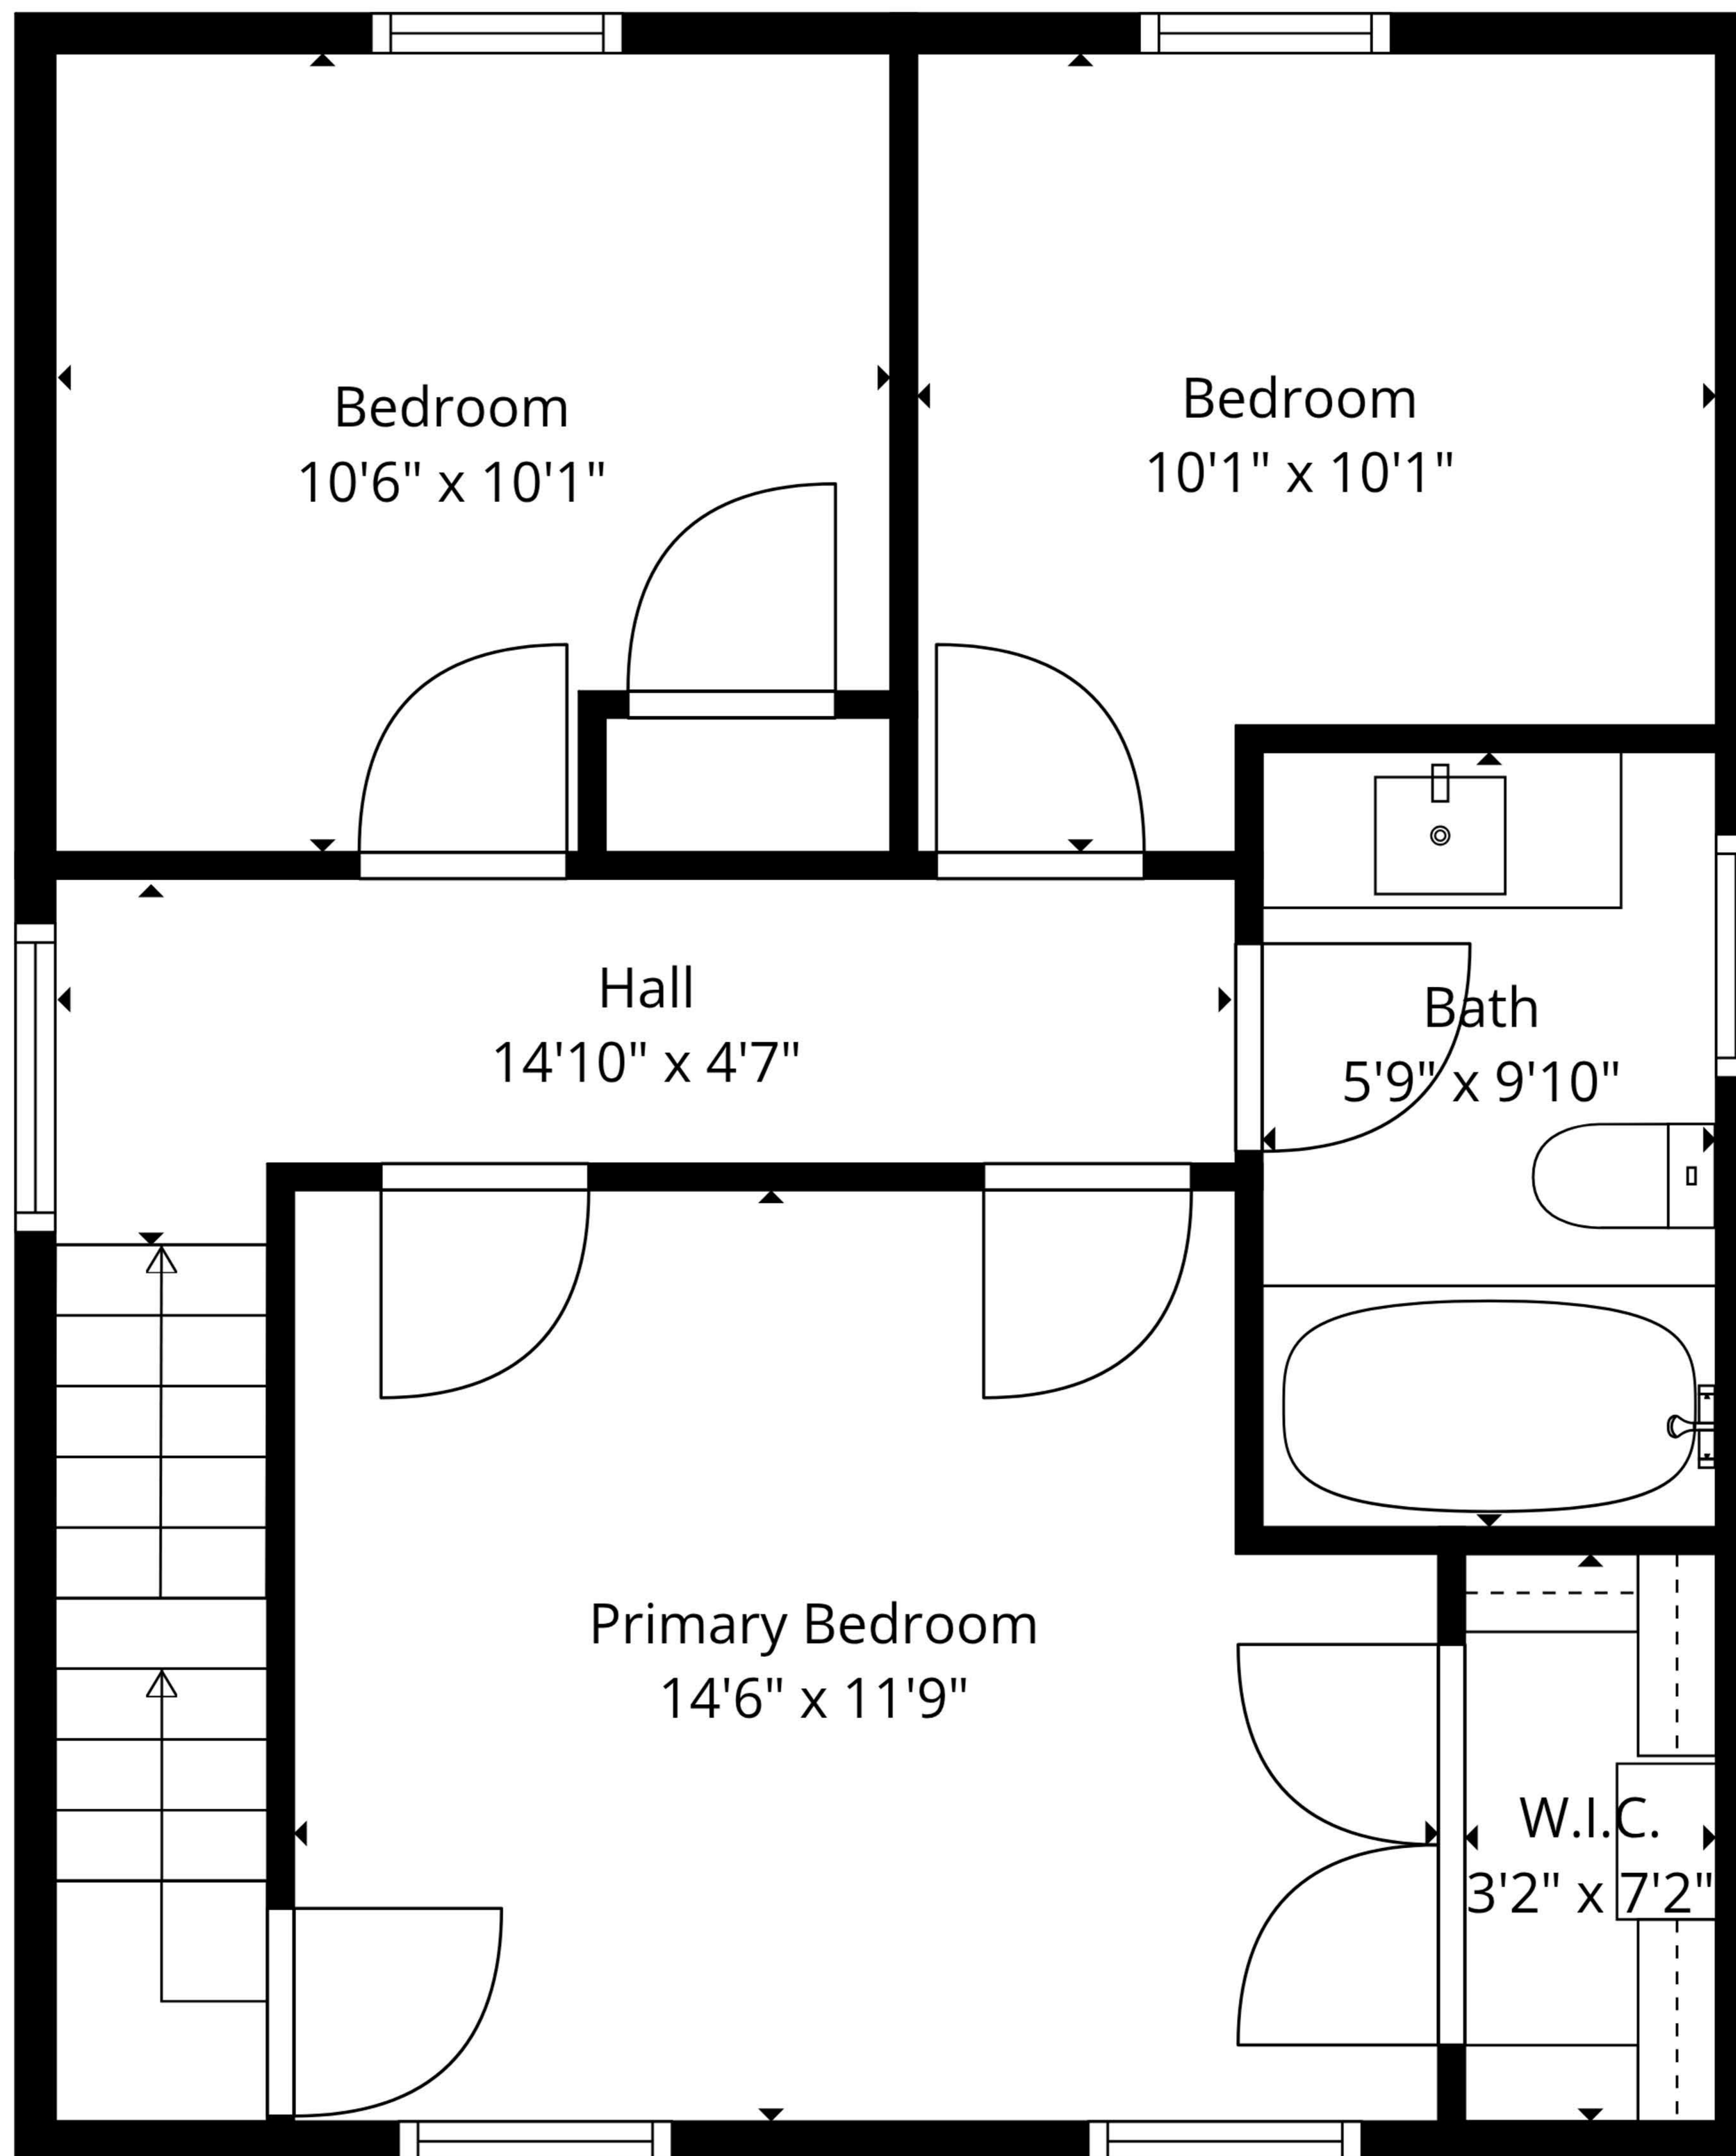 Bedroom
10'6" x 10'1"
Bedroom
10'1" x 10'1"
Hall
14'10" x 4'7"
Bath
5'9" x 9'10"
Primary Bedroom
14'6" x 11'9"
W.I.C.
3'2" x 7'2"